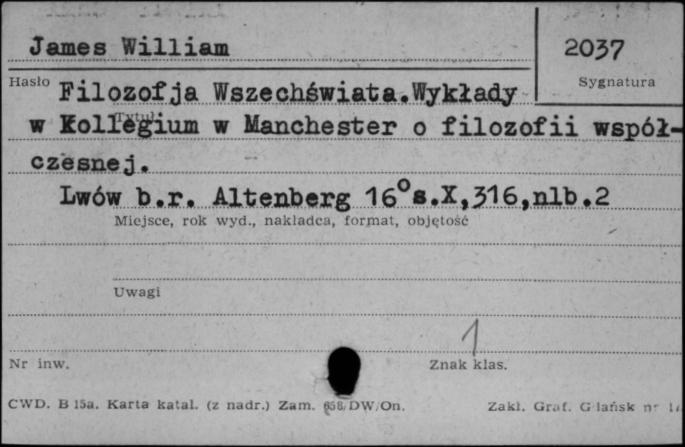 James William
2037
Hasło
Sygnatura
Filozofja Wszechświata.Wykłady
Tytuł
w Kollegium w Manchester o filozofii współ-
czesnej.
Lwów b.r. Altenberg 16°s.X,316,nlb.2
Miejsce, rok wyd., nakładca, format, objętość
Uwagi
1
Nr inw.
Znak klas.
CWD. B 15a. Karta katal. (z nadr.) Zam. 658/DW/On.
Zakł. Graf. Gdańsk nr